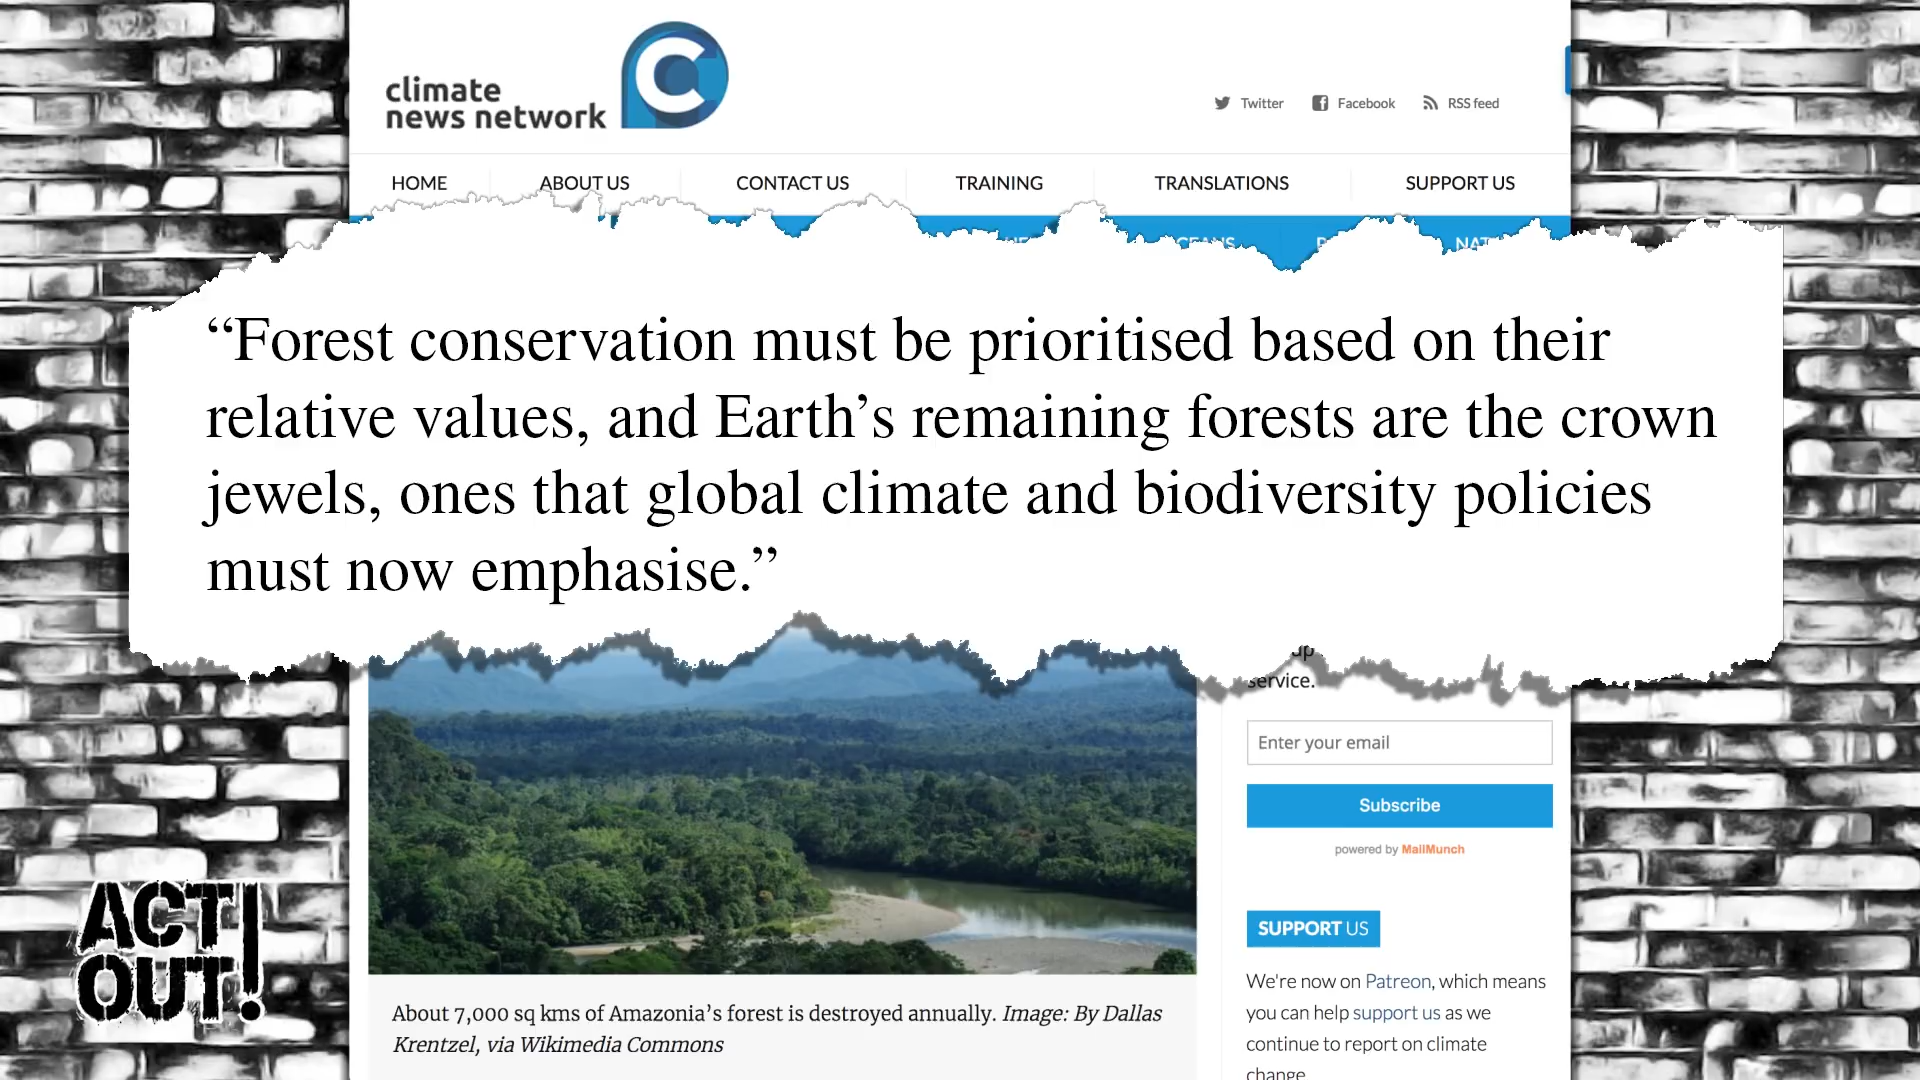 climate
news network
Twitter
Facebook
RSS feed
HOME
ABOUT US
CONTACT US
TRAINING
TRANSLATIONS
SUPPORT US
“Forest conservation must be prioritised based on their
relative values, and Earth’s remaining forests are the crown
jewels, ones that global climate and biodiversity policies
must now emphasise.”
service.
Enter your email
Subscribe
powered by MailMunch
SUPPORT US
We're now on Patreon, which means
you can help support us as we
continue to report on climate
change
About 7,000 sq kms of Amazonia’s forest is destroyed annually. Image: By Dallas
Krentzel, via Wikimedia Commons
ACT
OUT!